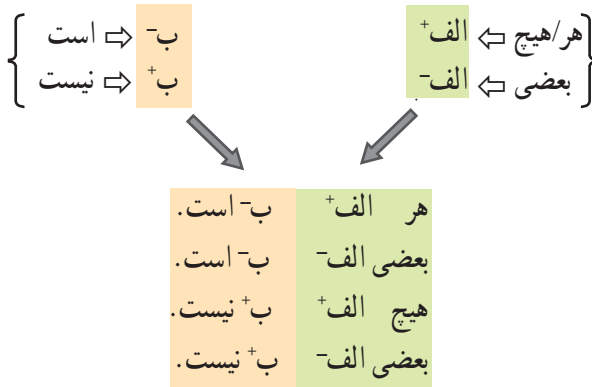 هر/هیچ ⇦ الف+
بعضی ⇦ الف−
ب− ⇨ است
ب+ ⇨ نیست
هر الف+ ب− است.
بعضی الف− ب− است.
هیچ الف+ ب+ نیست.
بعضی الف− ب+ نیست.